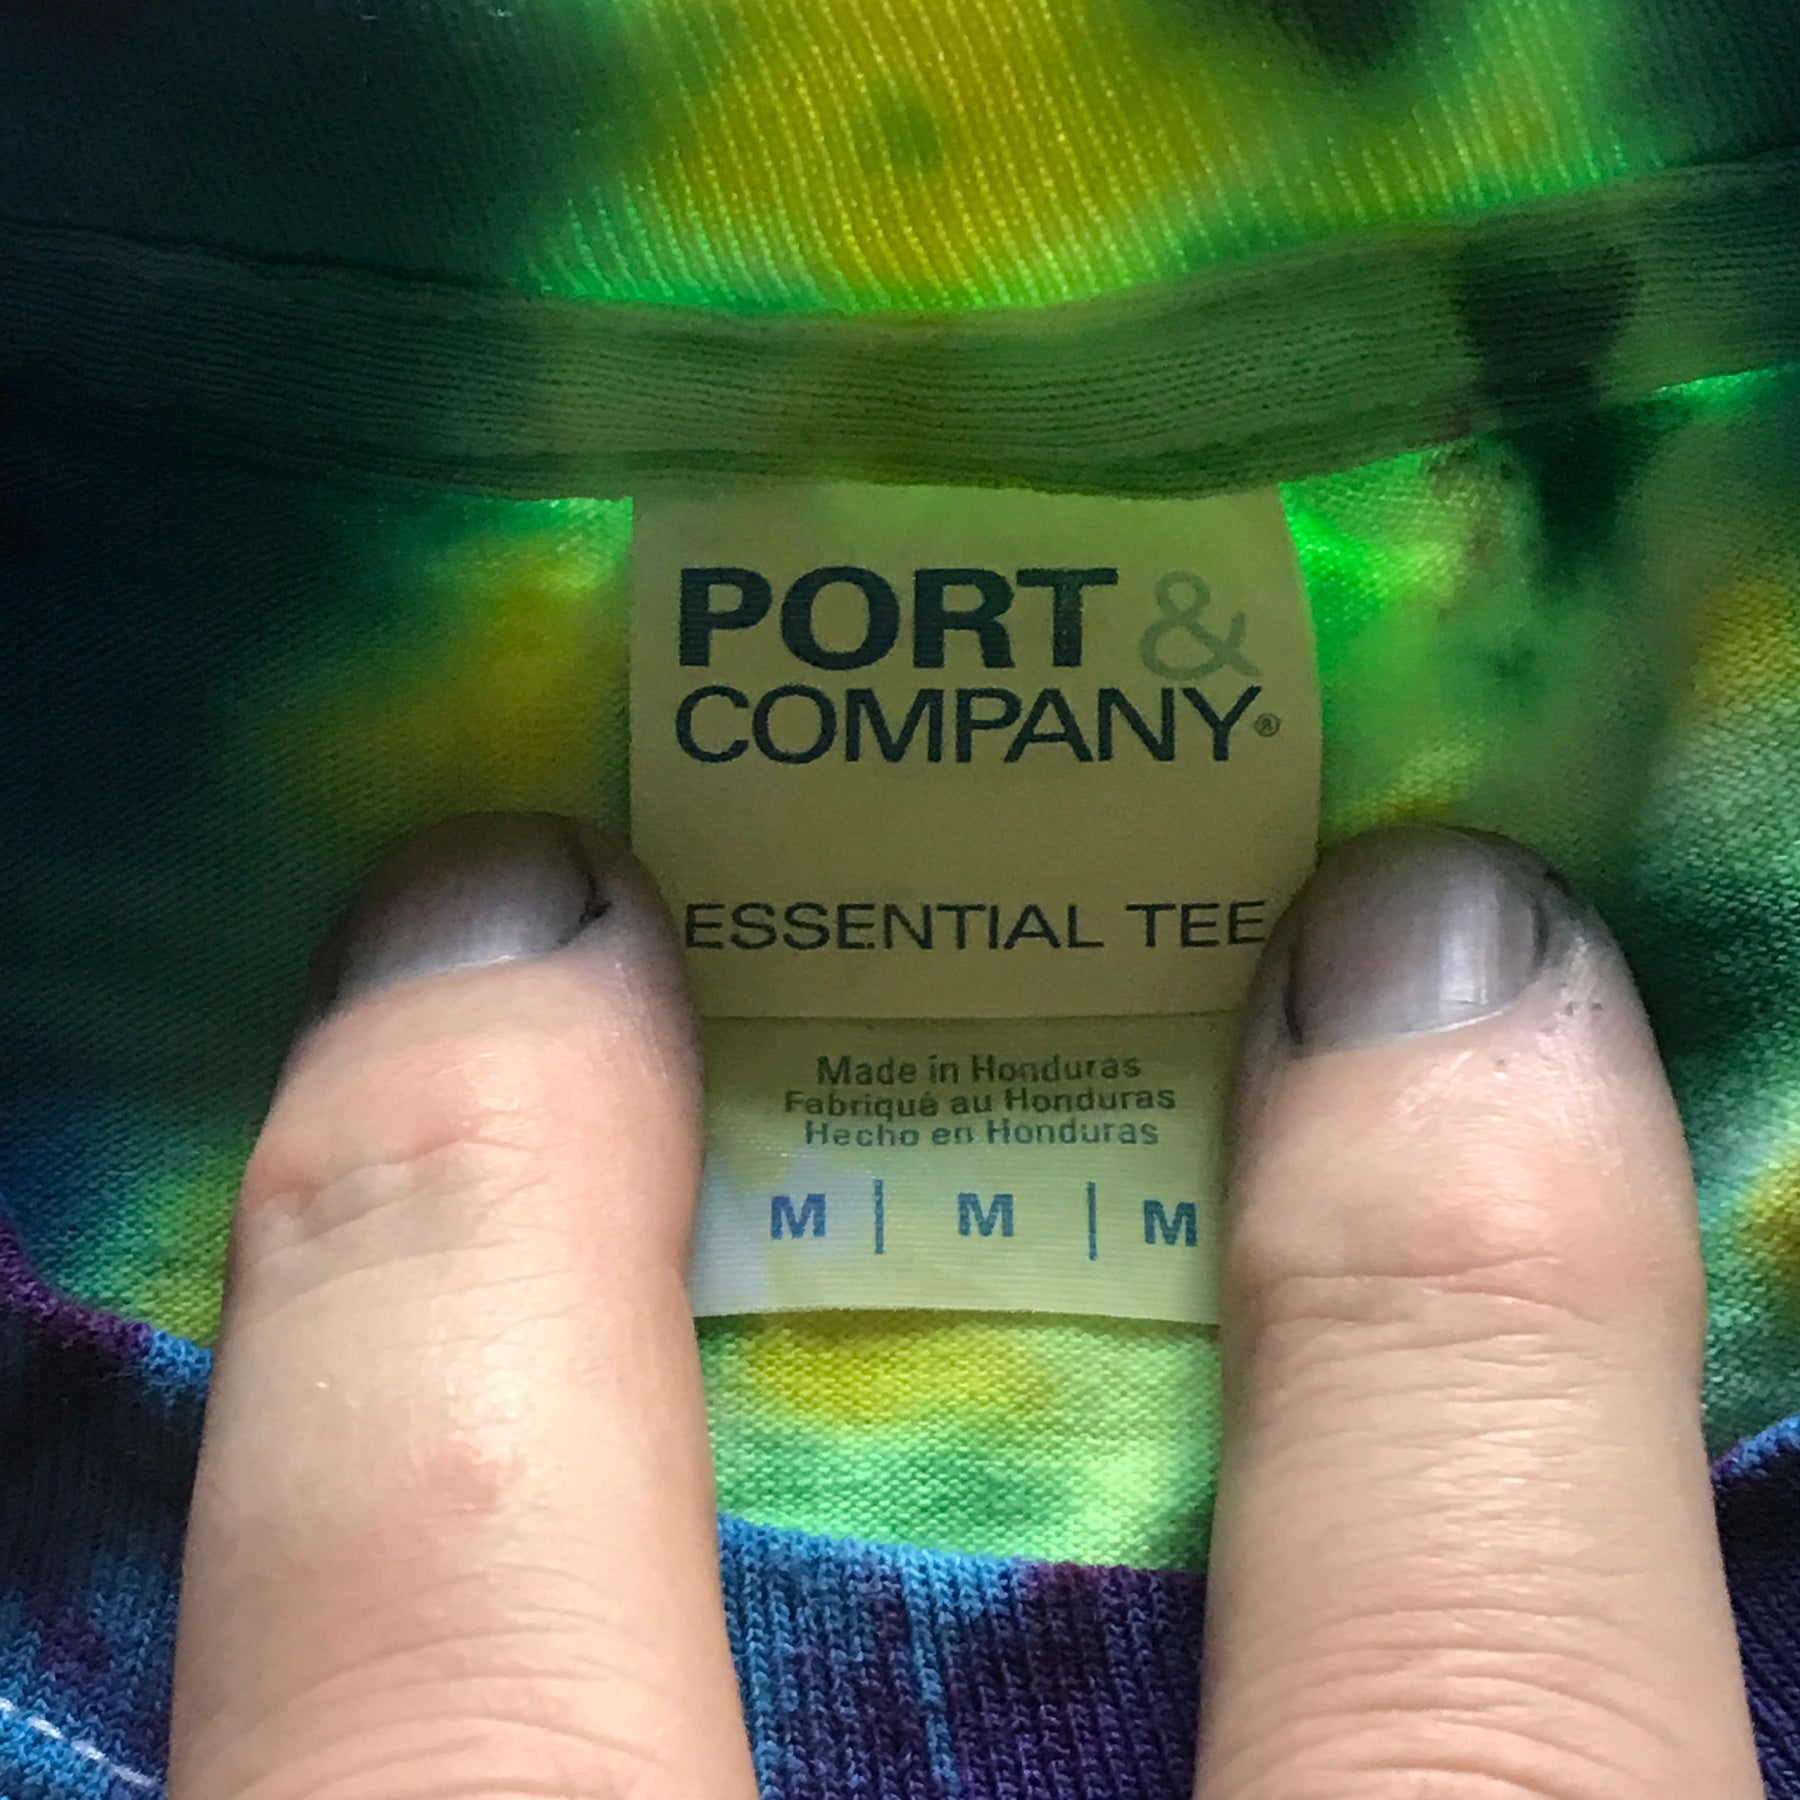 PORT &
COMPANY®
ESSENTIAL TEE
Made in Honduras
Fabriqué au Honduras
Hecho en Honduras
M | M | M